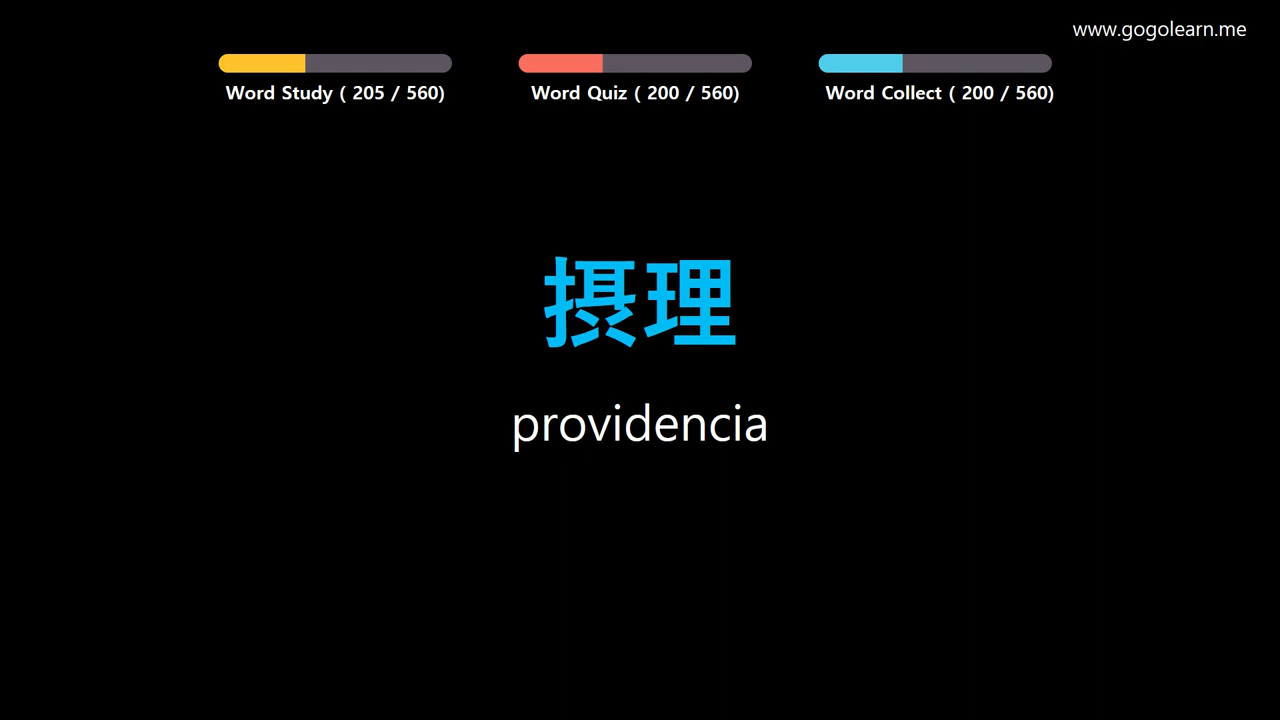 www.gogolearn.me
Word Study ( 205 / 560)
Word Quiz ( 200 / 560)
Word Collect ( 200 / 560)
摂理
providencia